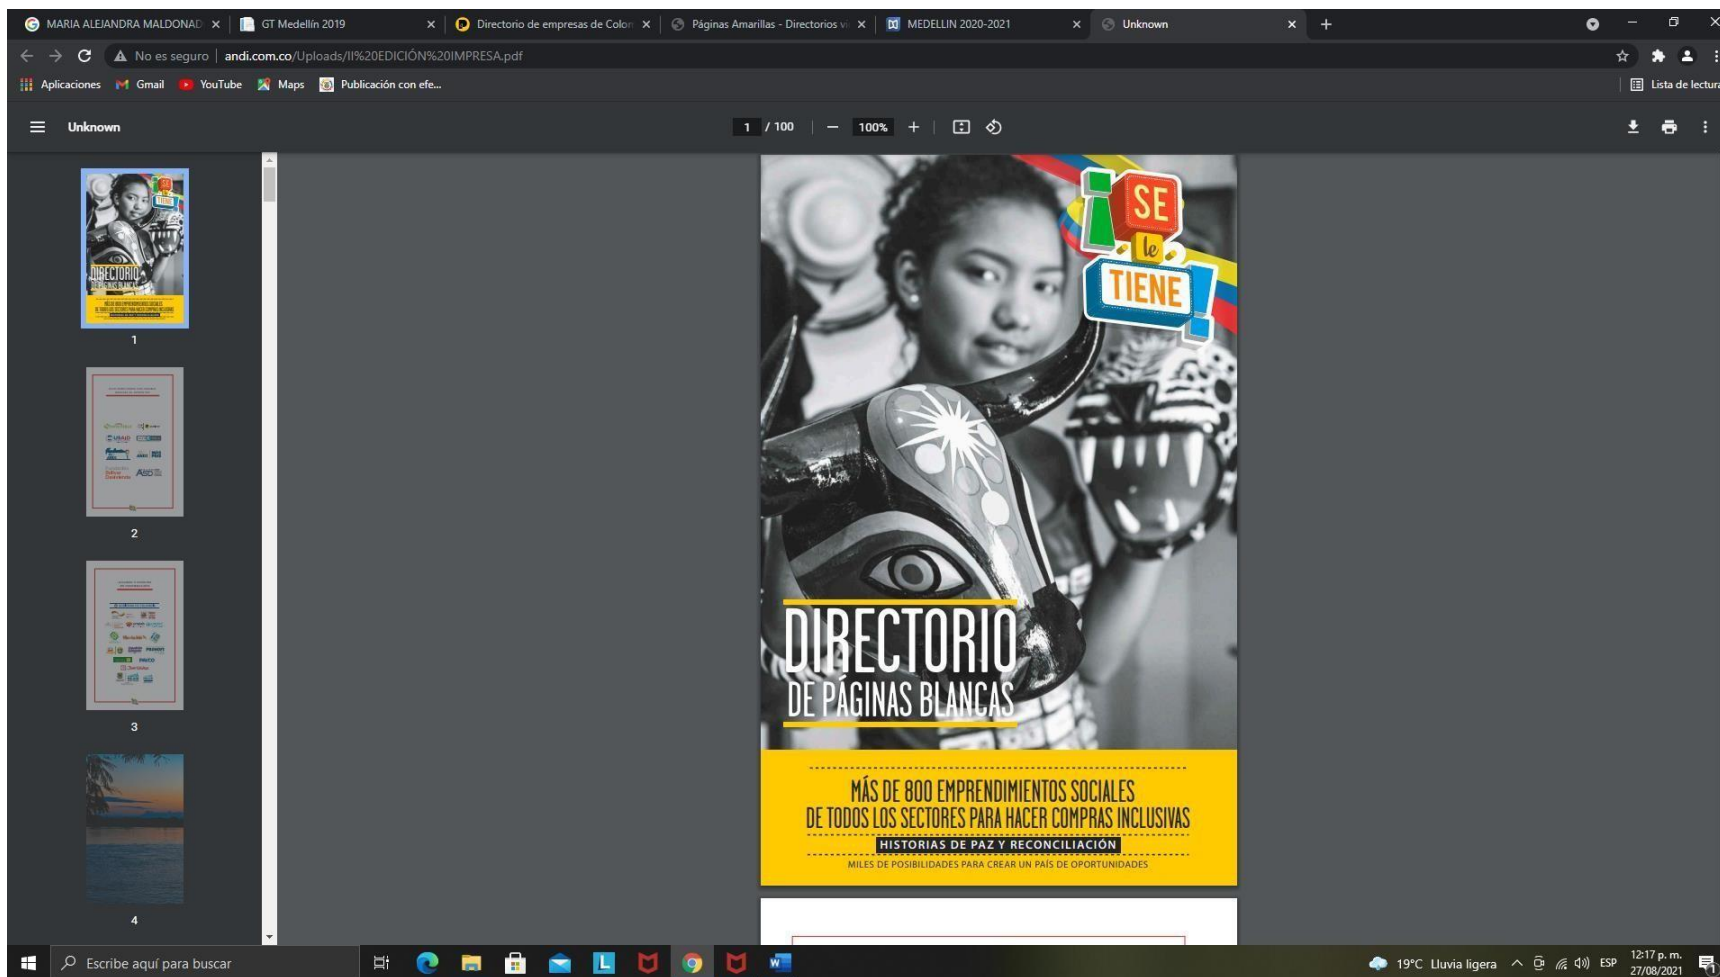 MARIA ALEJANDRA MALDONAD
GT Medellín 2019
Directorio de empresas de Colom
Páginas Amarillas - Directorios vi
MEDELLIN 2020-2021
Unknown
No es seguro
andi.com.co/Uploads/II%20EDICIÓN%20IMPRESA.pdf
Aplicaciones
Gmail
YouTube
Maps
Publicación con efe...
Lista de lectura
Unknown
1 / 100
100%
DIRECTORIO
1
2
3
4
¡SE
le
TIENE!
DIRECTORIO
DE PÁGINAS BLANCAS
MÁS DE 800 EMPRENDIMIENTOS SOCIALES
DE TODOS LOS SECTORES PARA HACER COMPRAS INCLUSIVAS
HISTORIAS DE PAZ Y RECONCILIACIÓN
MILES DE POSIBILIDADES PARA CREAR UN PAÍS DE OPORTUNIDADES
Escribe aquí para buscar
19°C Lluvia ligera
ESP
12:17 p. m.
27/08/2021